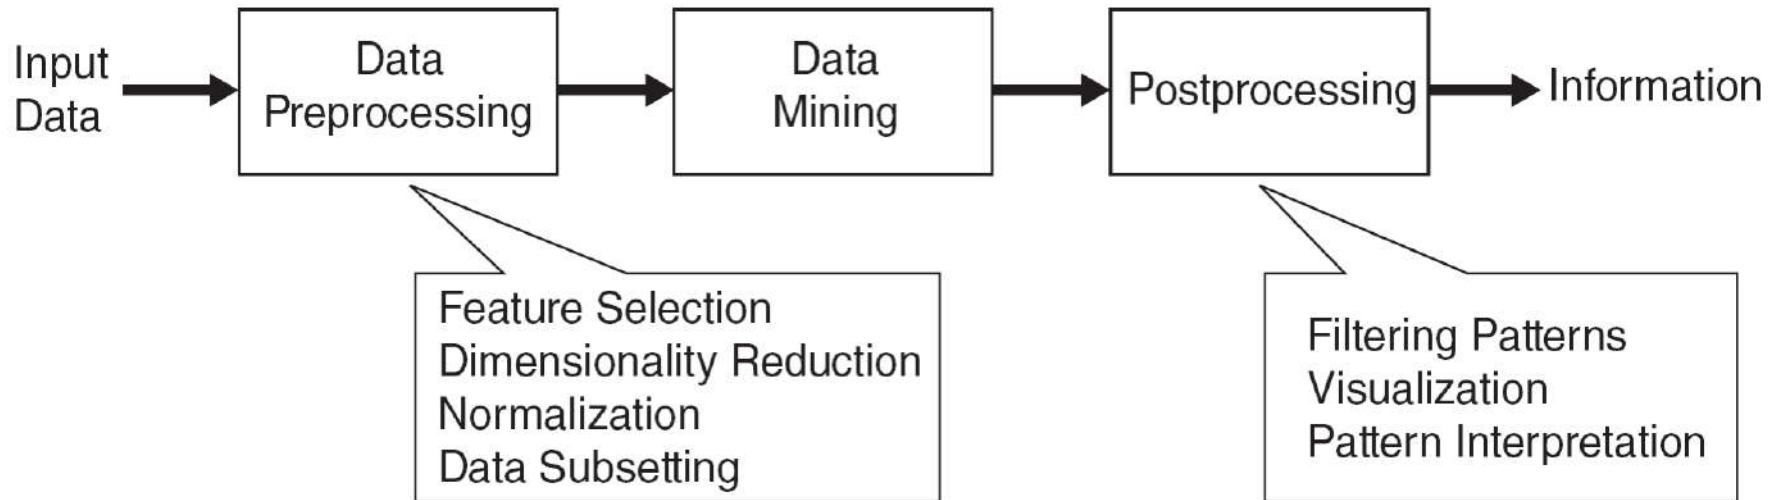 Input
Data
Data
Preprocessing
Data
Mining
Postprocessing
Information
Feature Selection
Dimensionality Reduction
Normalization
Data Subsetting
Filtering Patterns
Visualization
Pattern Interpretation